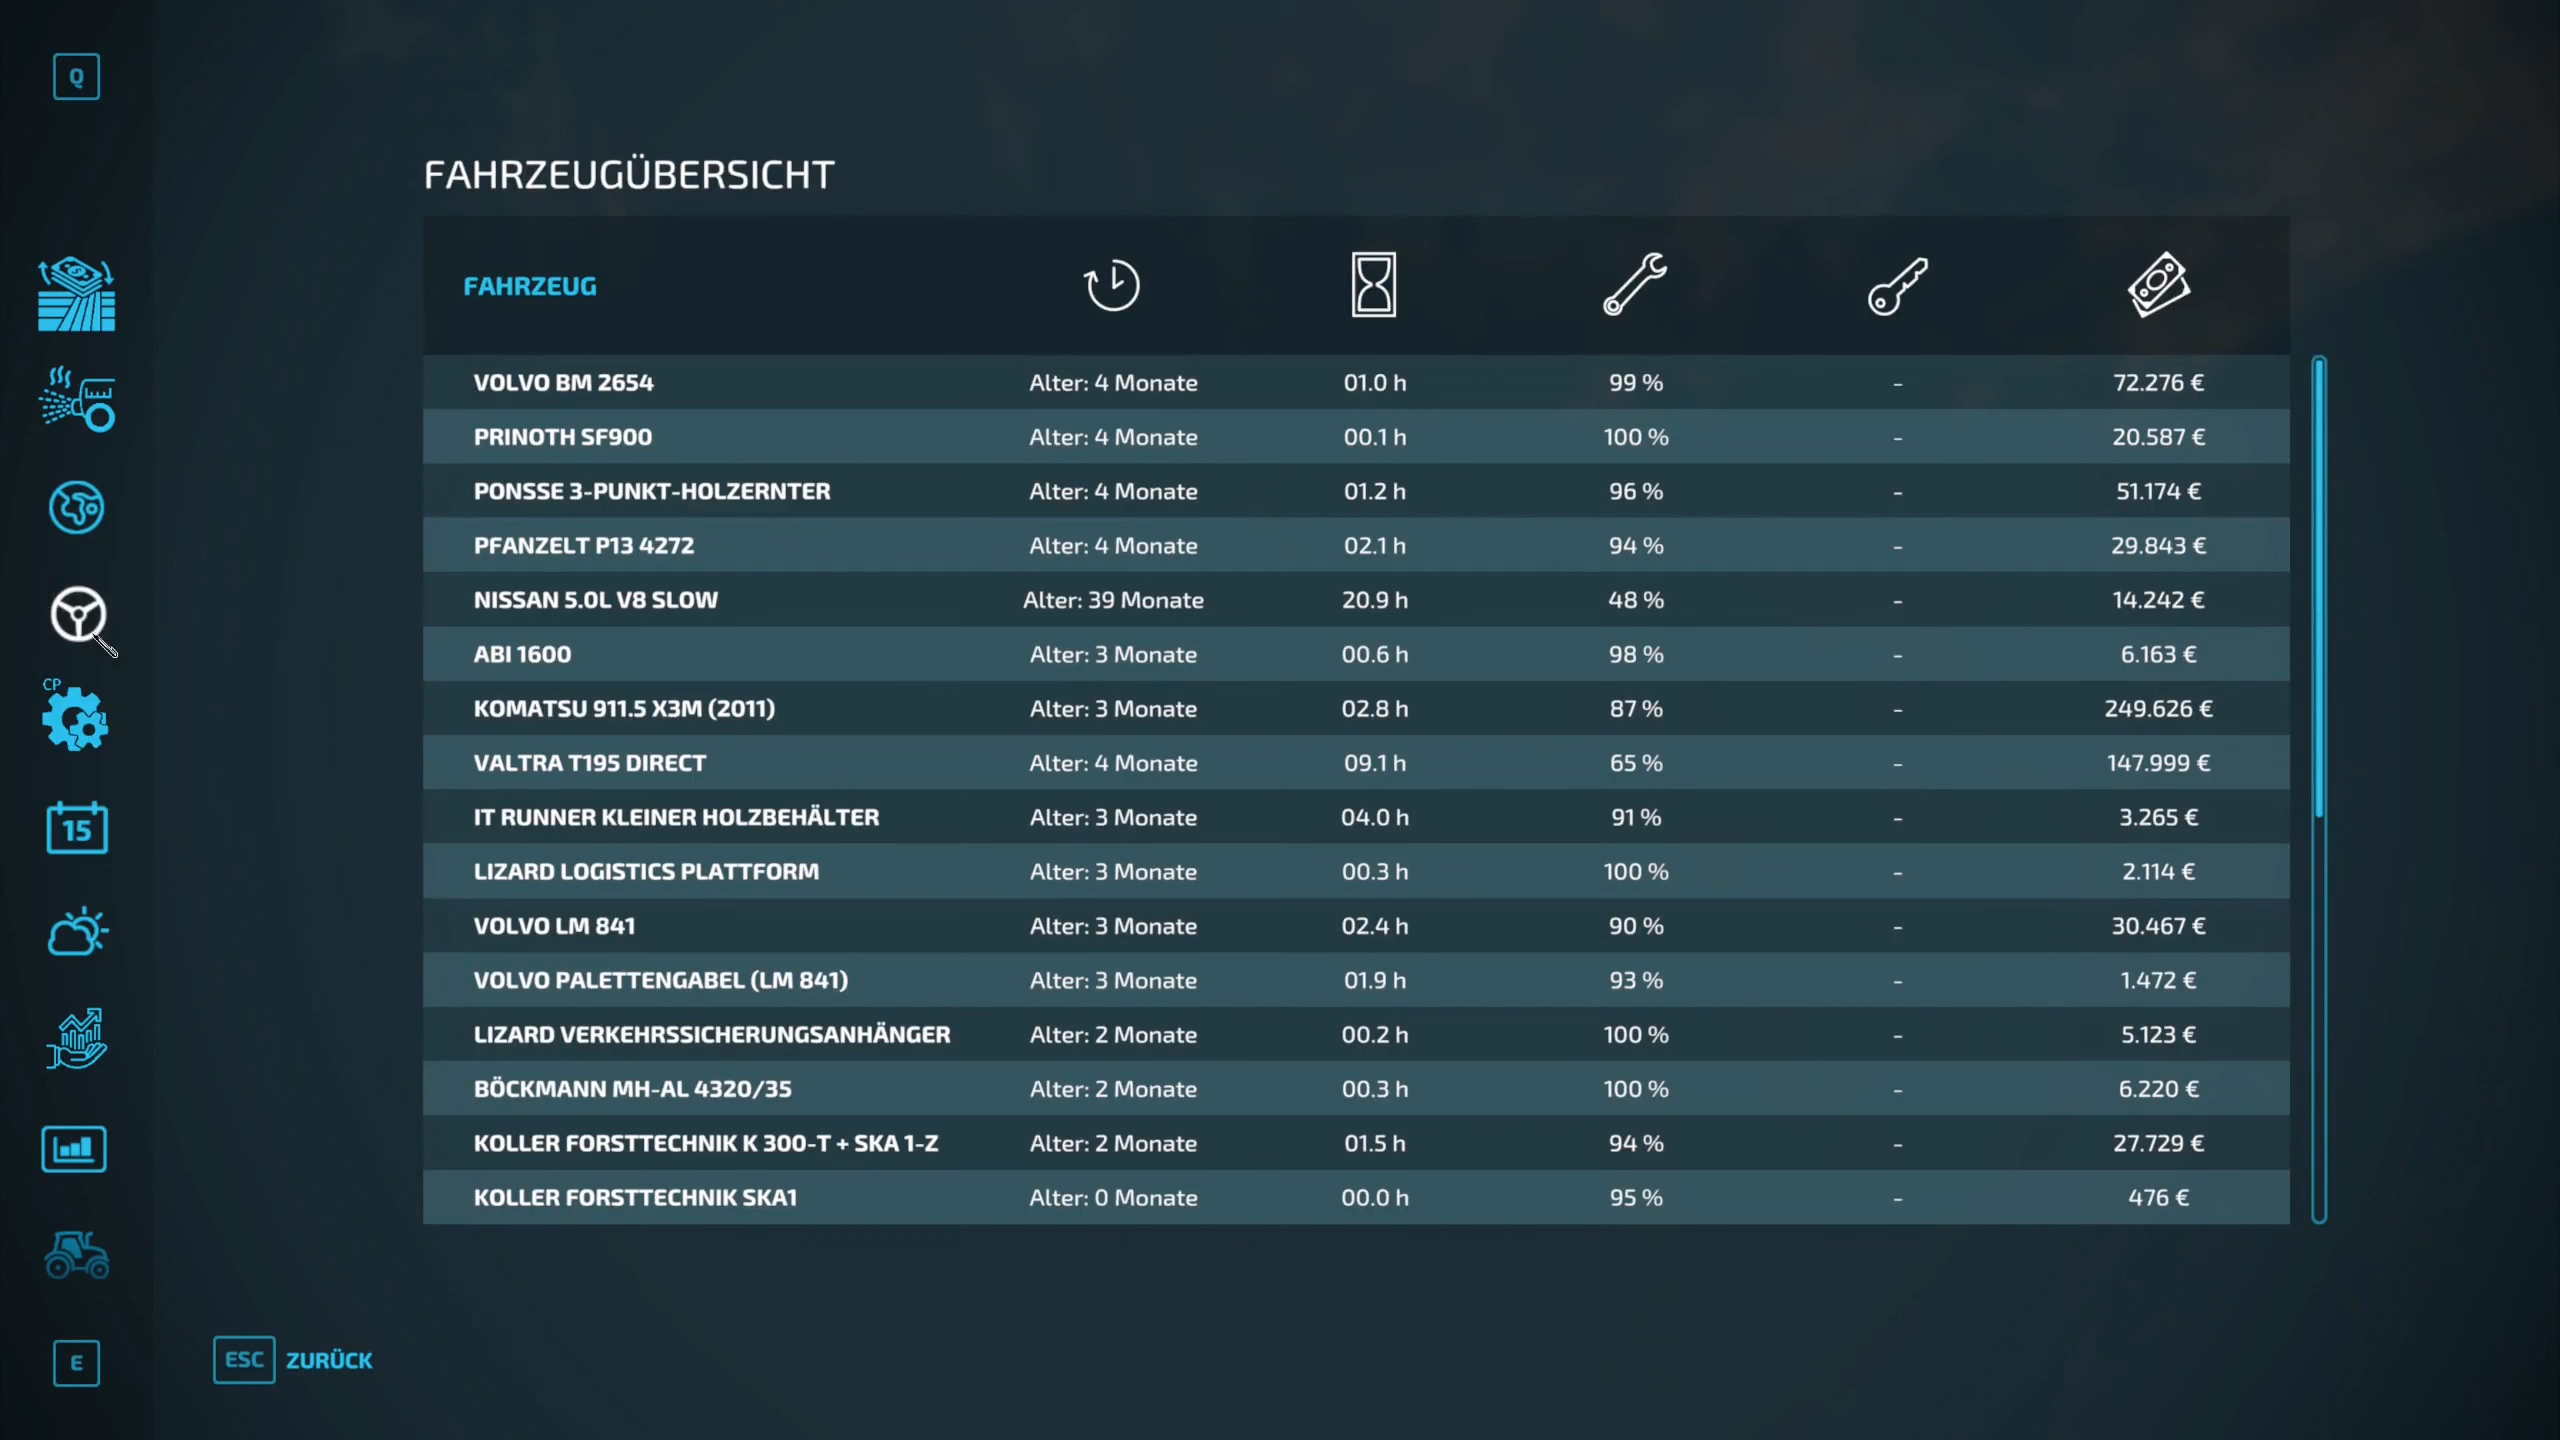 Q
FAHRZEUGÜBERSICHT
FAHRZEUG
VOLVO BM 2654 Alter: 4 Monate 01.0 h 99 % - 72.276 €
PRINOTH SF900 Alter: 4 Monate 00.1 h 100 % - 20.587 €
PONSSE 3-PUNKT-HOLZERNTER Alter: 4 Monate 01.2 h 96 % - 51.174 €
PFANZELT P13 4272 Alter: 4 Monate 02.1 h 94 % - 29.843 €
NISSAN 5.0L V8 SLOW Alter: 39 Monate 20.9 h 48 % - 14.242 €
ABI 1600 Alter: 3 Monate 00.6 h 98 % - 6.163 €
CP
KOMATSU 911.5 X3M (2011) Alter: 3 Monate 02.8 h 87 % - 249.626 €
VALTRA T195 DIRECT Alter: 4 Monate 09.1 h 65 % - 147.999 €
15
IT RUNNER KLEINER HOLZBEHÄLTER Alter: 3 Monate 04.0 h 91 % - 3.265 €
LIZARD LOGISTICS PLATTFORM Alter: 3 Monate 00.3 h 100 % - 2.114 €
VOLVO LM 841 Alter: 3 Monate 02.4 h 90 % - 30.467 €
VOLVO PALETTENGABEL (LM 841) Alter: 3 Monate 01.9 h 93 % - 1.472 €
LIZARD VERKEHRSSICHERUNGSANHÄNGER Alter: 2 Monate 00.2 h 100 % - 5.123 €
BÖCKMANN MH-AL 4320/35 Alter: 2 Monate 00.3 h 100 % - 6.220 €
KOLLER FORSTTECHNIK K 300-T + SKA 1-Z Alter: 2 Monate 01.5 h 94 % - 27.729 €
KOLLER FORSTTECHNIK SKA1 Alter: 0 Monate 00.0 h 95 % - 476 €
E
ESC ZURÜCK